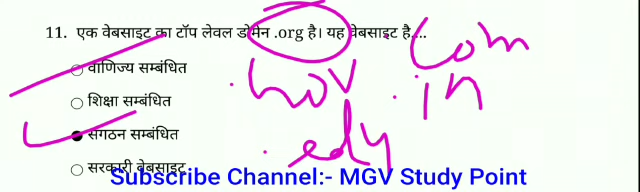 11. एक वेबसाइट का टॉप लेवल डोमेन .org है। यह वेबसाइट है...
.com
वाणिज्य सम्बंधित
.gov
.in
शिक्षा सम्बंधित
संगठन सम्बंधित
.edy
सरकारी वेबसाइट
Subscribe Channel:- MGV Study Point